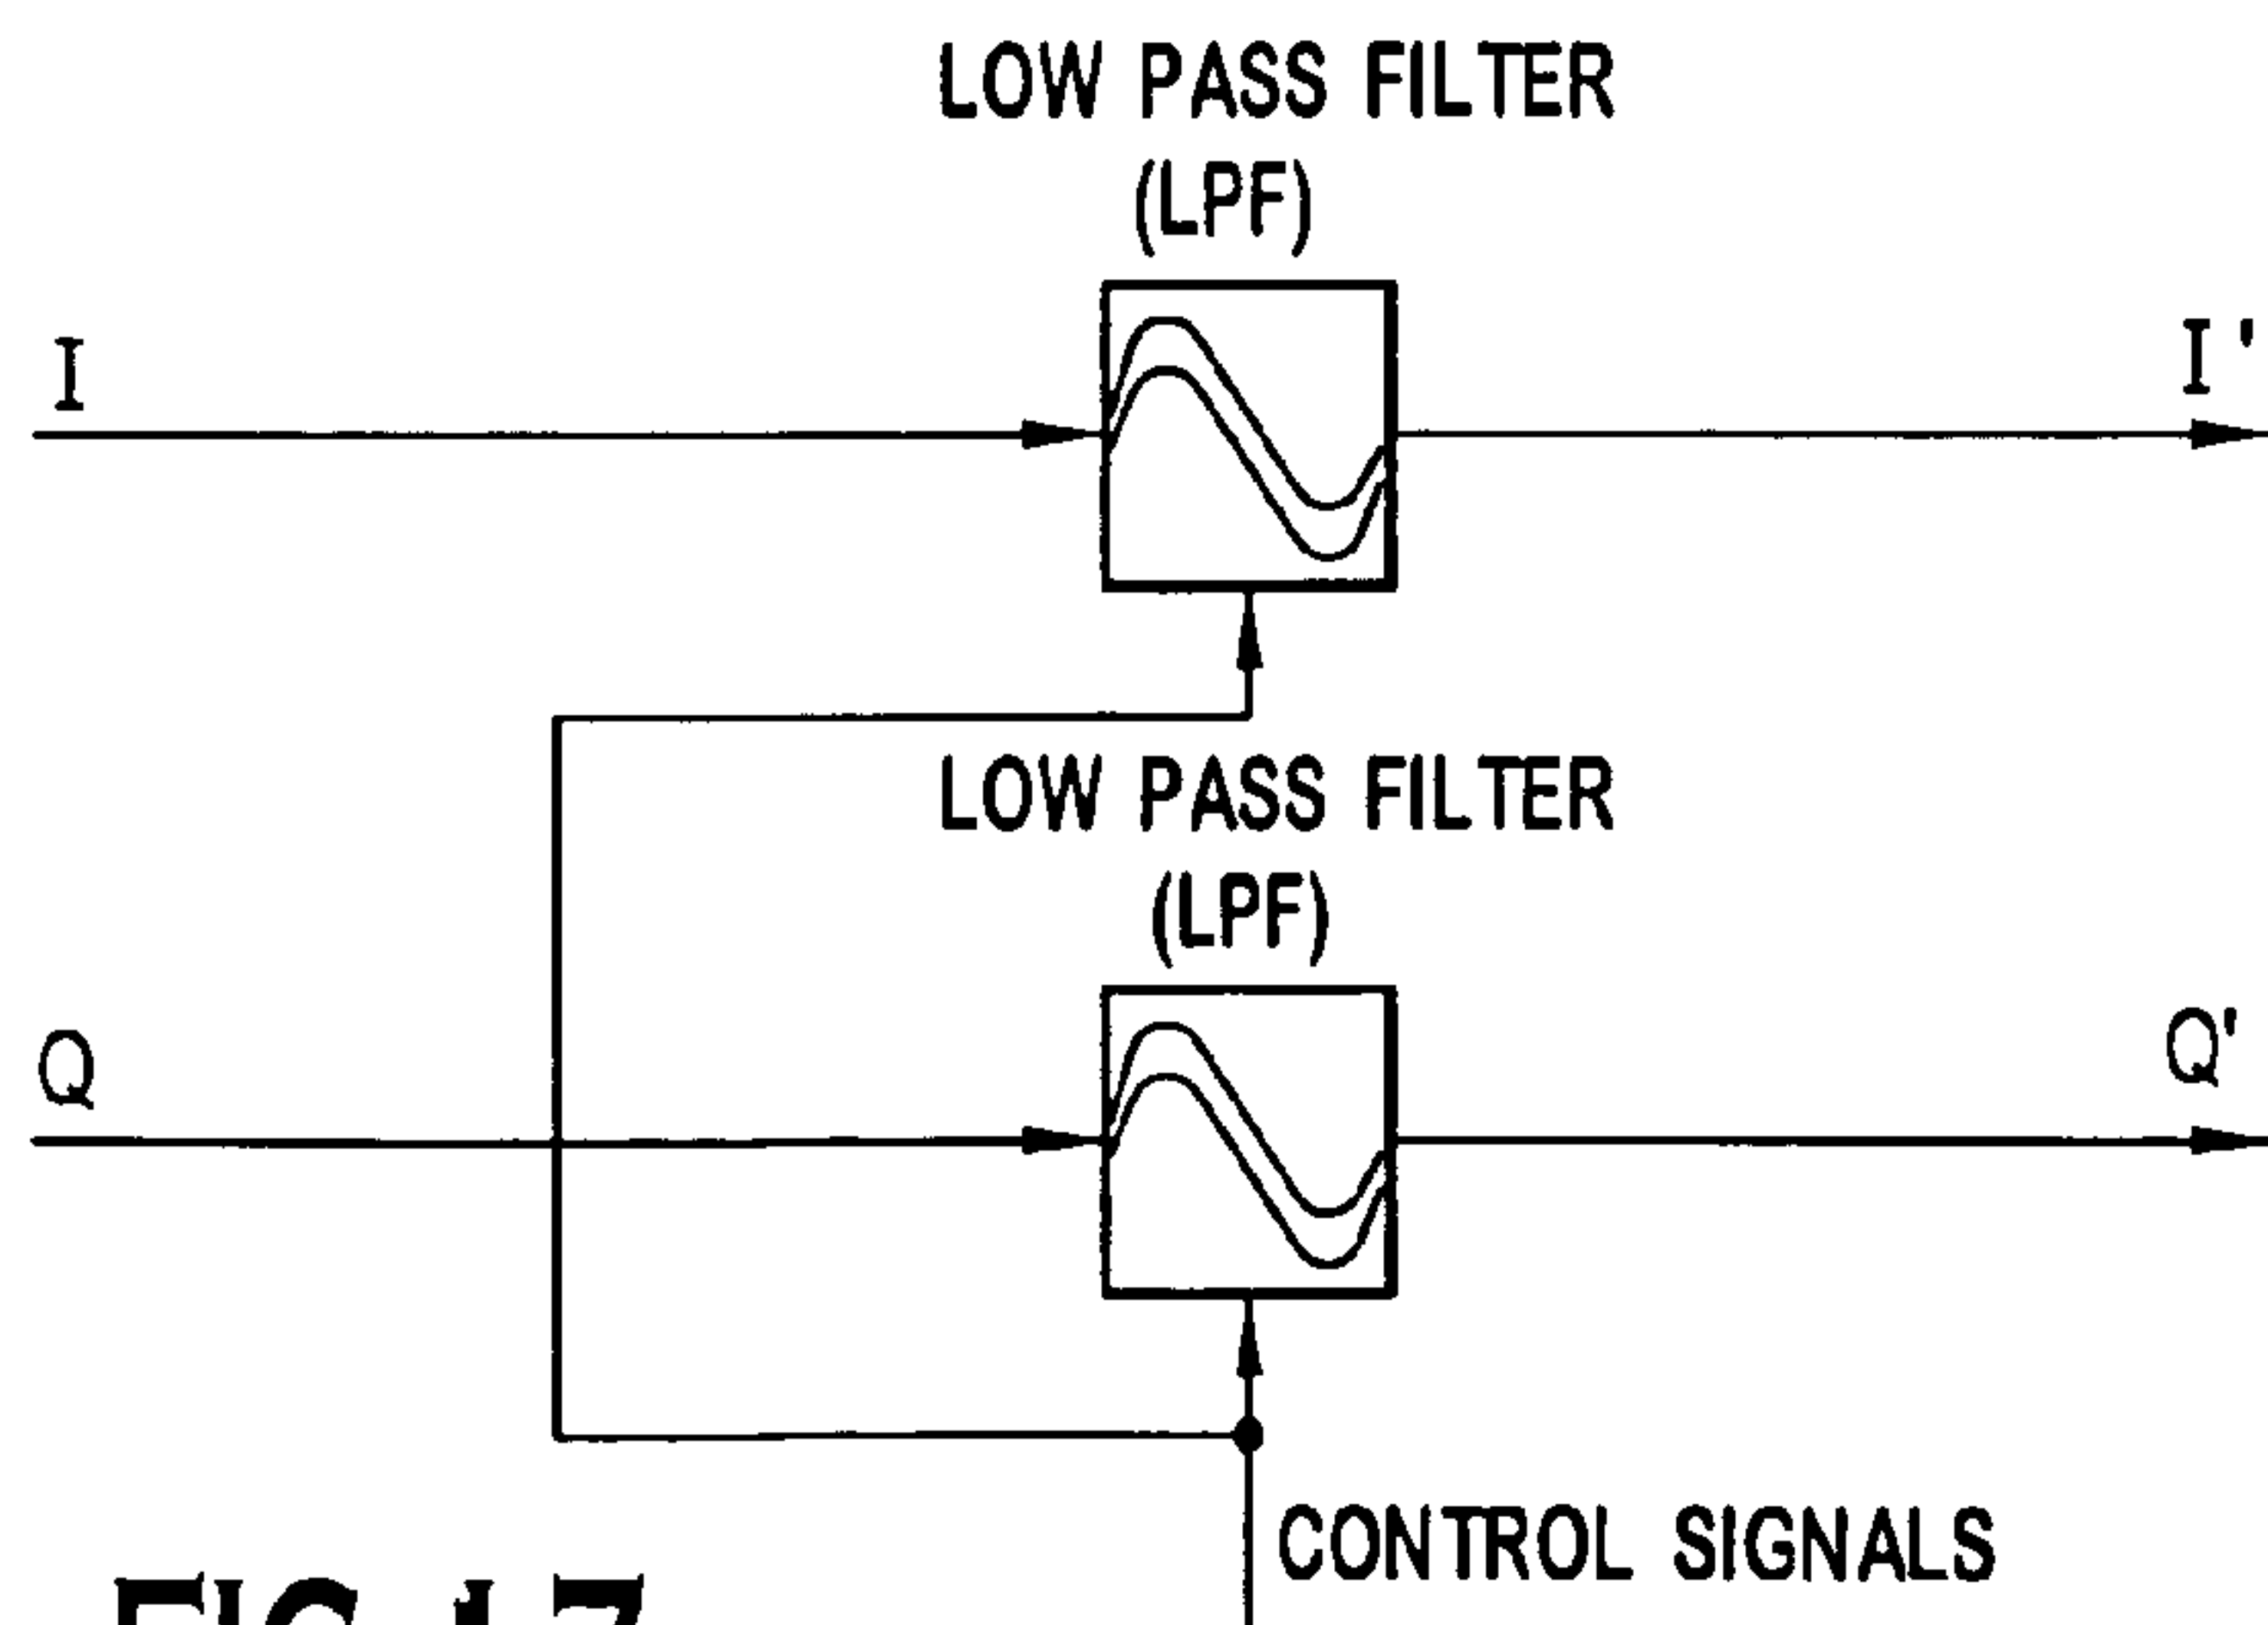 LOW PASS FILTER
(LPF)
I
I'
LOW PASS FILTER
(LPF)
Q
Q'
CONTROL SIGNALS